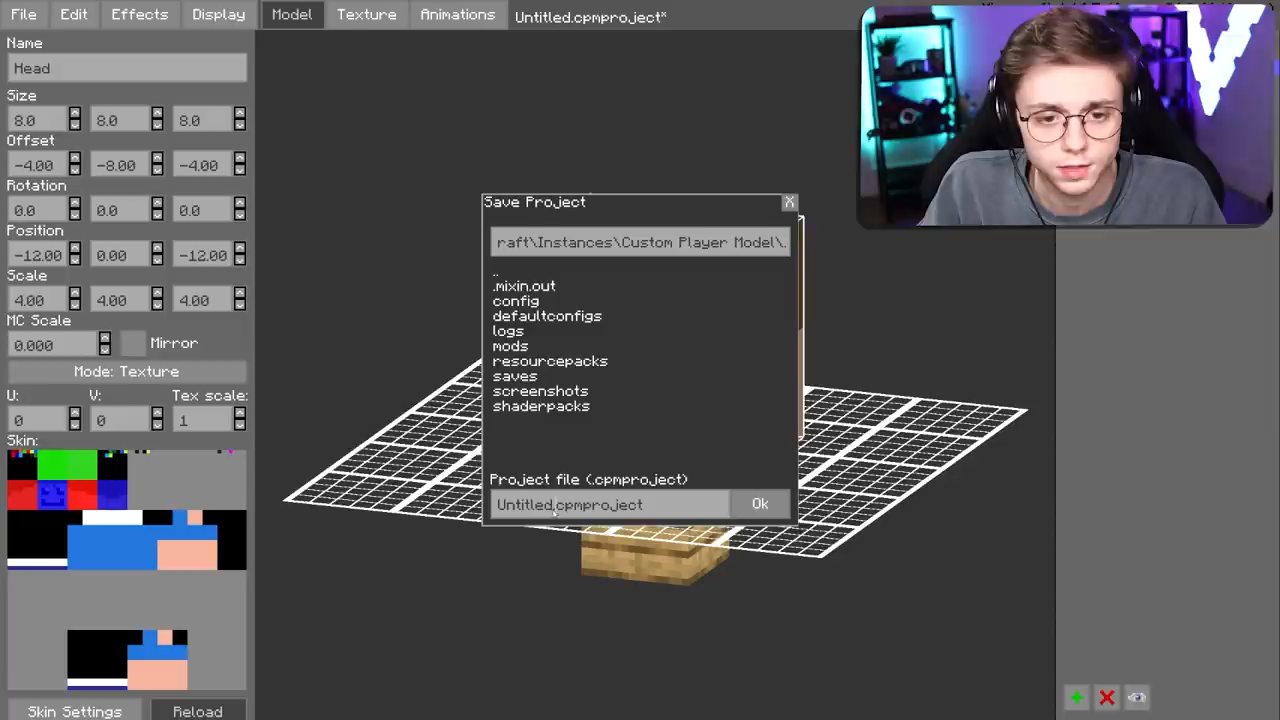 File Edit Effects Display Model Texture Animations Untitled.cpmproject*
Name
Head
Size
8.0 8.0 8.0
Offset
-4.00 -8.00 -4.00
Rotation
0.0 0.0 0.0
Position
-12.00 0.00 -12.00
Scale
4.00 4.00 4.00
MC Scale
0.000 Mirror
Mode: Texture
U: V: Tex scale:
0 0 1
Skin:
Skin Settings Reload
Save Project X
raft\Instances\Custom Player Model\.
..
.mixin.out
config
defaultconfigs
logs
mods
resourcepacks
saves
screenshots
shaderpacks
Project file (.cpmproject)
Untitled.cpmproject Ok